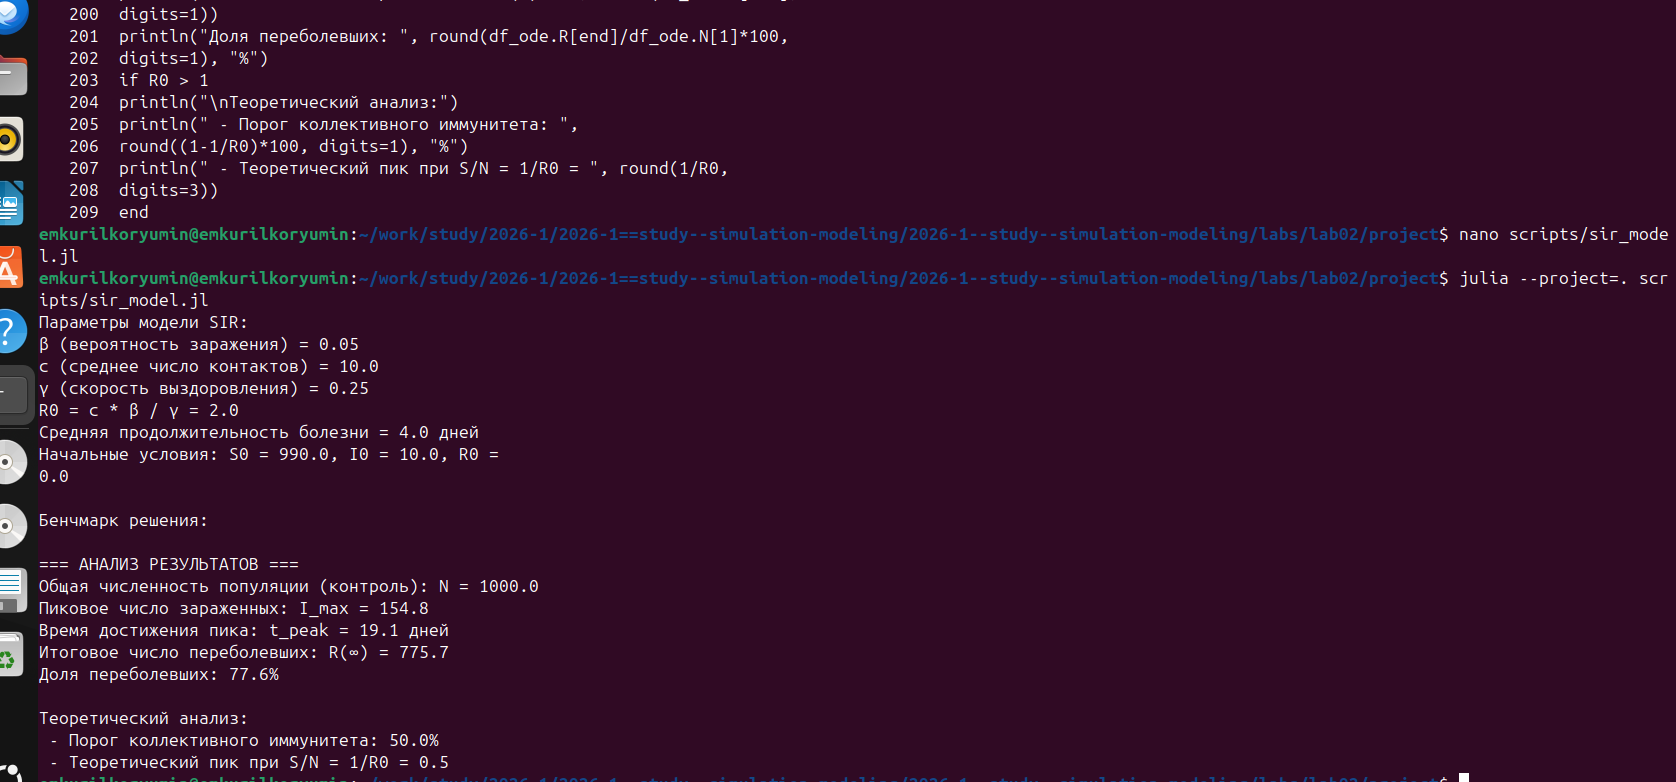 200  digits=1))
201  println("Доля переболевших: ", round(df_ode.R[end]/df_ode.N[1]*100,
202  digits=1), "%")
203  if R0 > 1
204  println("\nТеоретический анализ:")
205  println(" - Порог коллективного иммунитета: ",
206  round((1-1/R0)*100, digits=1), "%")
207  println(" - Теоретический пик при S/N = 1/R0 = ", round(1/R0,
208  digits=3))
209  end
emkurilkoryumin@emkurilkoryumin:~/work/study/2026-1/2026-1==study--simulation-modeling/2026-1--study--simulation-modeling/labs/lab02/project$ nano scripts/sir_mode
l.jl
emkurilkoryumin@emkurilkoryumin:~/work/study/2026-1/2026-1==study--simulation-modeling/2026-1--study--simulation-modeling/labs/lab02/project$ julia --project=. scr
ipts/sir_model.jl
Параметры модели SIR:
β (вероятность заражения) = 0.05
c (среднее число контактов) = 10.0
γ (скорость выздоровления) = 0.25
R0 = c * β / γ = 2.0
Средняя продолжительность болезни = 4.0 дней
Начальные условия: S0 = 990.0, I0 = 10.0, R0 =
0.0
Бенчмарк решения:
=== АНАЛИЗ РЕЗУЛЬТАТОВ ===
Общая численность популяции (контроль): N = 1000.0
Пиковое число зараженных: I_max = 154.8
Время достижения пика: t_peak = 19.1 дней
Итоговое число переболевших: R(∞) = 775.7
Доля переболевших: 77.6%
Теоретический анализ:
 - Порог коллективного иммунитета: 50.0%
 - Теоретический пик при S/N = 1/R0 = 0.5